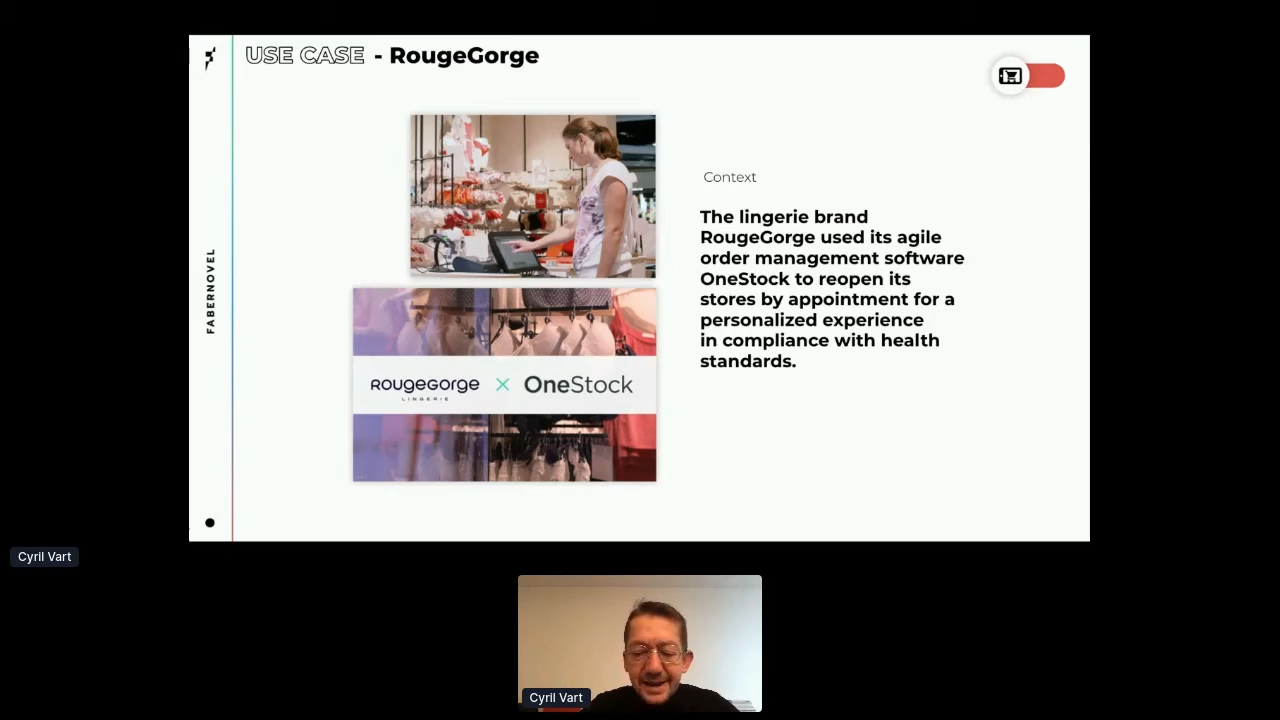 USE CASE - RougeGorge
Context
The lingerie brand
RougeGorge used its agile
order management software
OneStock to reopen its
stores by appointment for a
personalized experience
in compliance with health
standards.
ROUGEGORGE × OneStock
LINGERIE
FABERNOVEL
Cyril Vart
Cyril Vart